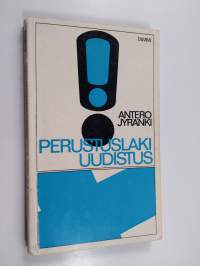 TAMMI
ANTERO
JYRÄNKI
PERUSTUSLAKI
UUDISTUS